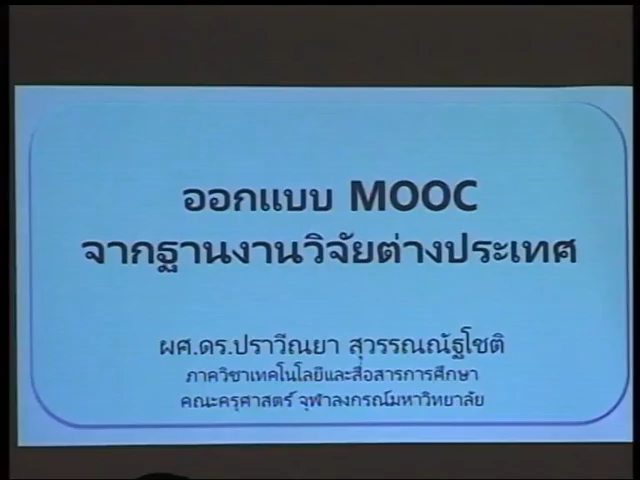 ออกแบบ MOOC
จากฐานงานวิจัยต่างประเทศ
ผศ.ดร.ปราวีณยา สุวรรณณัฐโชติ
ภาควิชาเทคโนโลยีและสื่อสารการศึกษา
คณะครุศาสตร์ จุฬาลงกรณ์มหาวิทยาลัย